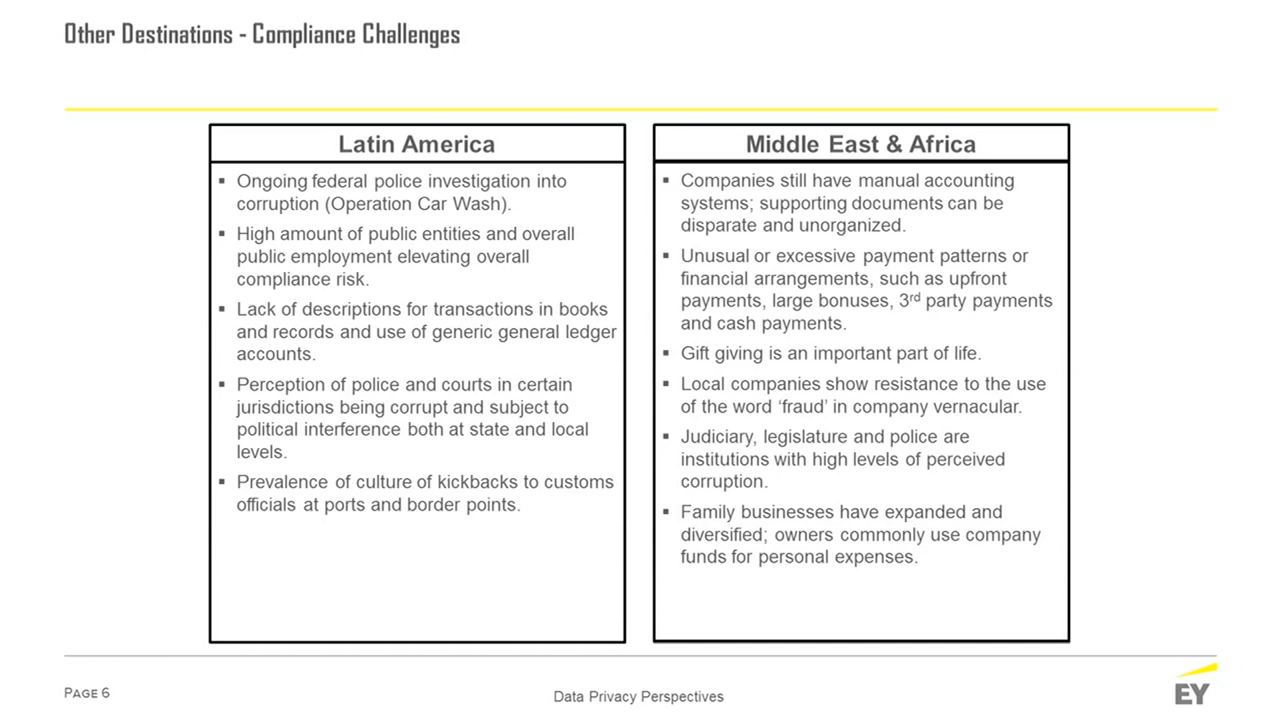 Other Destinations - Compliance Challenges
Latin America
▪ Ongoing federal police investigation into
corruption (Operation Car Wash).
▪ High amount of public entities and overall
public employment elevating overall
compliance risk.
▪ Lack of descriptions for transactions in books
and records and use of generic general ledger
accounts.
▪ Perception of police and courts in certain
jurisdictions being corrupt and subject to
political interference both at state and local
levels.
▪ Prevalence of culture of kickbacks to customs
officials at ports and border points.
Middle East & Africa
▪ Companies still have manual accounting
systems; supporting documents can be
disparate and unorganized.
▪ Unusual or excessive payment patterns or
financial arrangements, such as upfront
payments, large bonuses, 3rd party payments
and cash payments.
▪ Gift giving is an important part of life.
▪ Local companies show resistance to the use
of the word ‘fraud’ in company vernacular.
▪ Judiciary, legislature and police are
institutions with high levels of perceived
corruption.
▪ Family businesses have expanded and
diversified; owners commonly use company
funds for personal expenses.
PAGE 6
Data Privacy Perspectives
EY